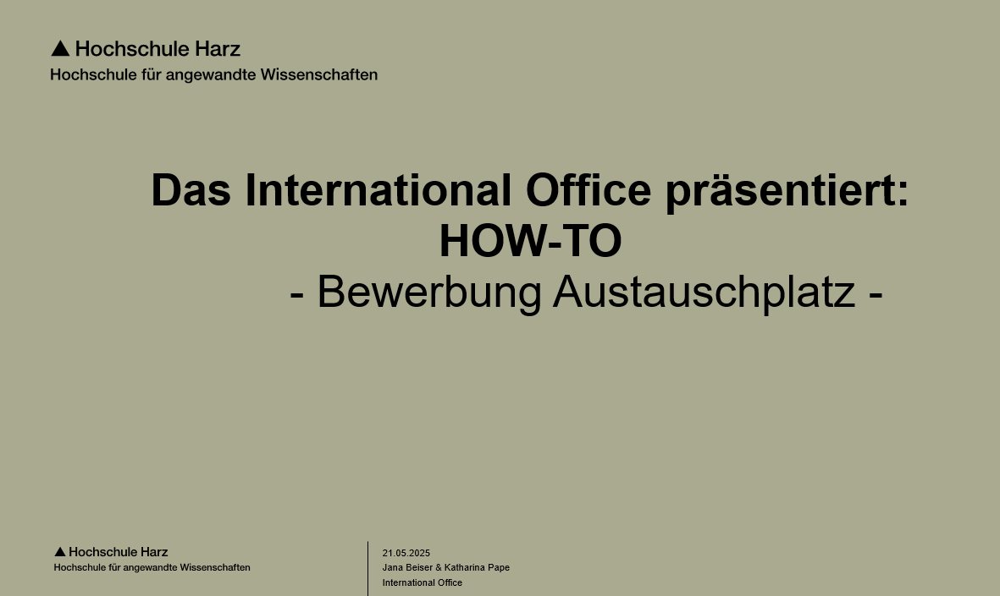 Hochschule Harz
Hochschule für angewandte Wissenschaften
Das International Office präsentiert:
HOW-TO
- Bewerbung Austauschplatz -
Hochschule Harz
Hochschule für angewandte Wissenschaften
21.05.2025
Jana Beiser & Katharina Pape
International Office